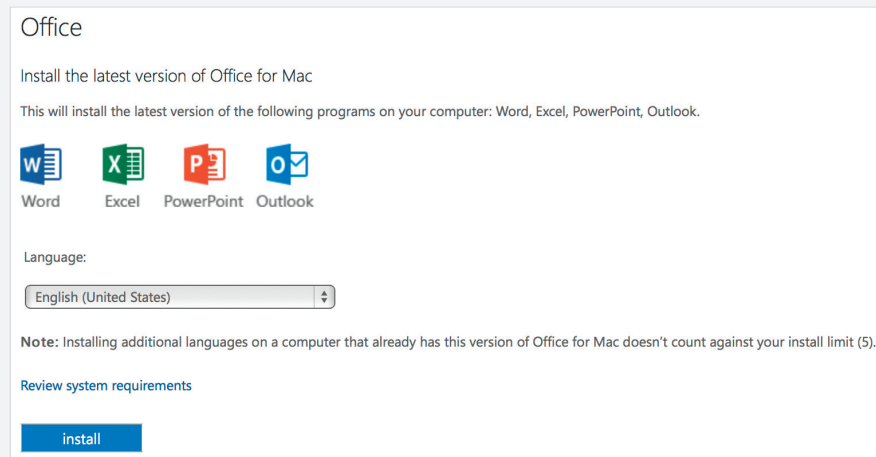 Office
Install the latest version of Office for Mac
This will install the latest version of the following programs on your computer: Word, Excel, PowerPoint, Outlook.
W X P O
Word Excel PowerPoint Outlook
Language:
English (United States)
Note: Installing additional languages on a computer that already has this version of Office for Mac doesn't count against your install limit (5).
Review system requirements
install